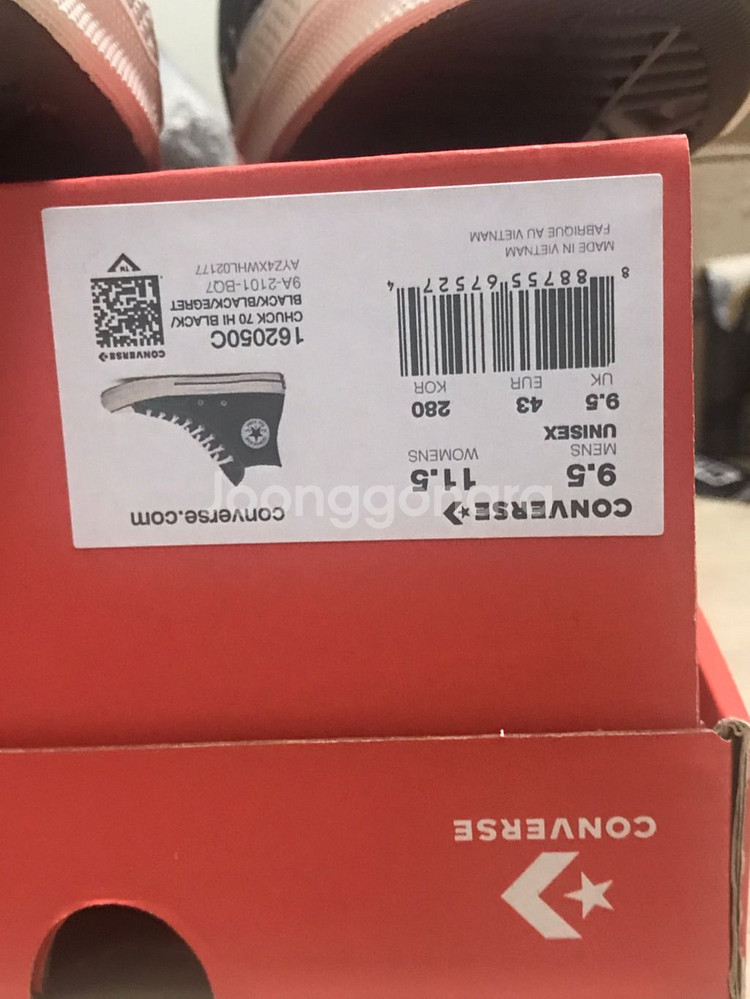 CONVERSE
MENS
9.5
WOMENS
11.5
UNISEX
9.5
UK
43
EUR
280
KOR
8 88755 67527 4
MADE IN VIETNAM
FABRIQUE AU VIETNAM
converse.com
CONVERSE
162050C
CHUCK 70 HI BLACK/
BLACK/BLACK/EGRET
9A-2101-BQ7
AYZ4XWHL02177
CONVERSE
Joonggonara